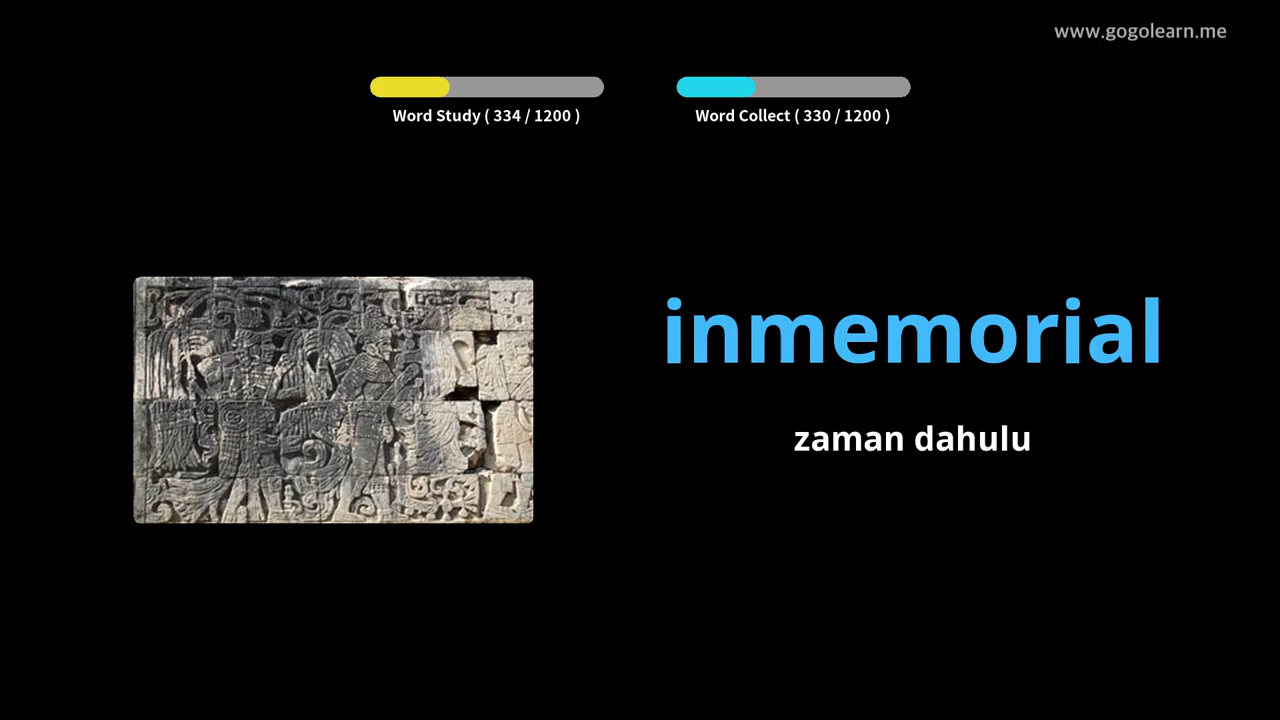 www.gogolearn.me
Word Study ( 334 / 1200 )
Word Collect ( 330 / 1200 )
inmemorial
zaman dahulu